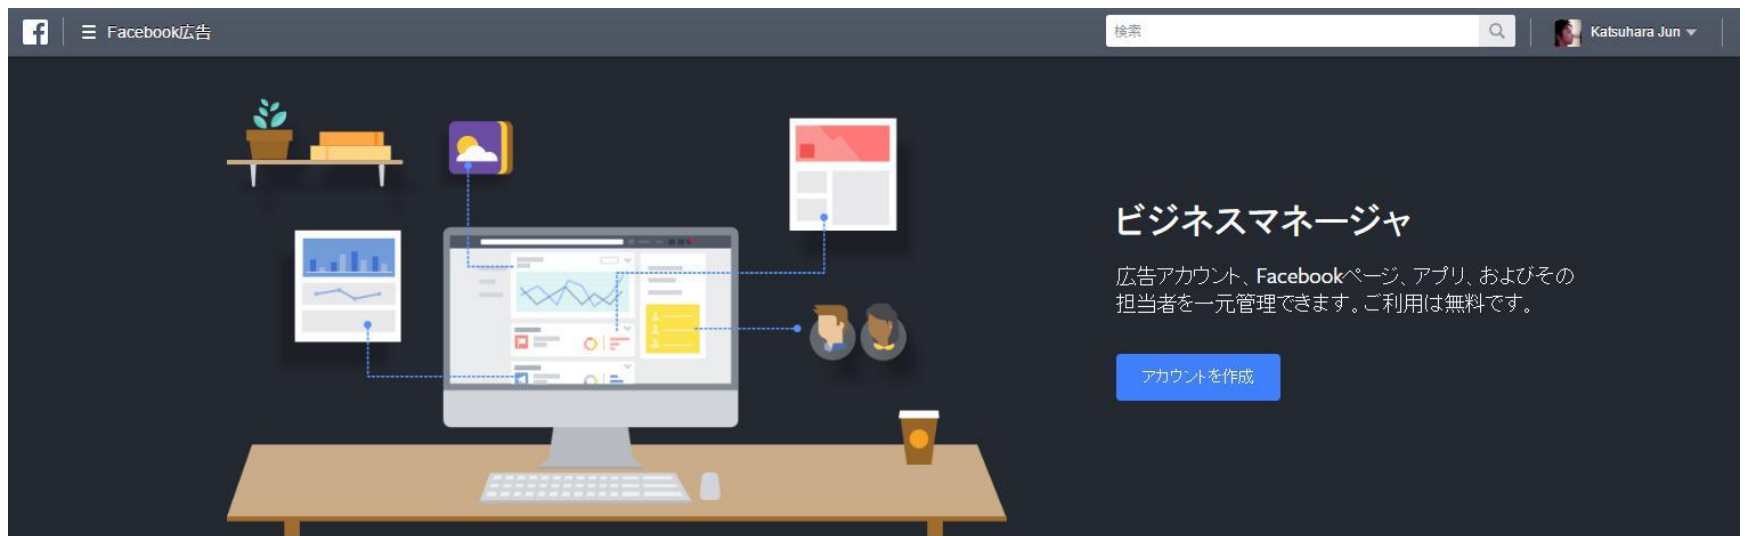 Facebook広告
検索
Katsuhara Jun
ビジネスマネージャ
広告アカウント、Facebookページ、アプリ、およびその
担当者を一元管理できます。ご利用は無料です。
アカウントを作成